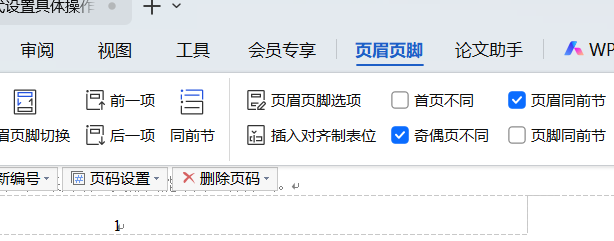 式设置具体操作
审阅 视图 工具 会员专享 页眉页脚 论文助手 WP
前一项 页眉页脚选项 首页不同 页眉同前节
眉页脚切换 后一项 同前节 插入对齐制表位 奇偶页不同 页脚同前节
新编号 页码设置 删除页码
1